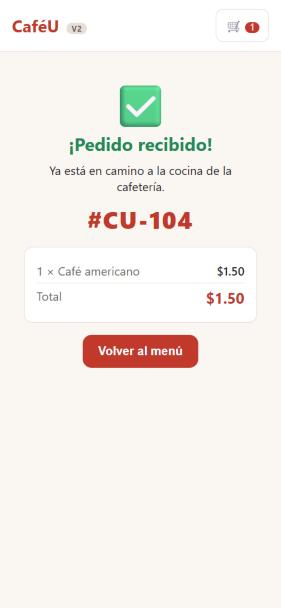 CaféU V2 1
¡Pedido recibido!
Ya está en camino a la cocina de la
cafetería.
#CU-104
1 × Café americano $1.50
Total $1.50
Volver al menú